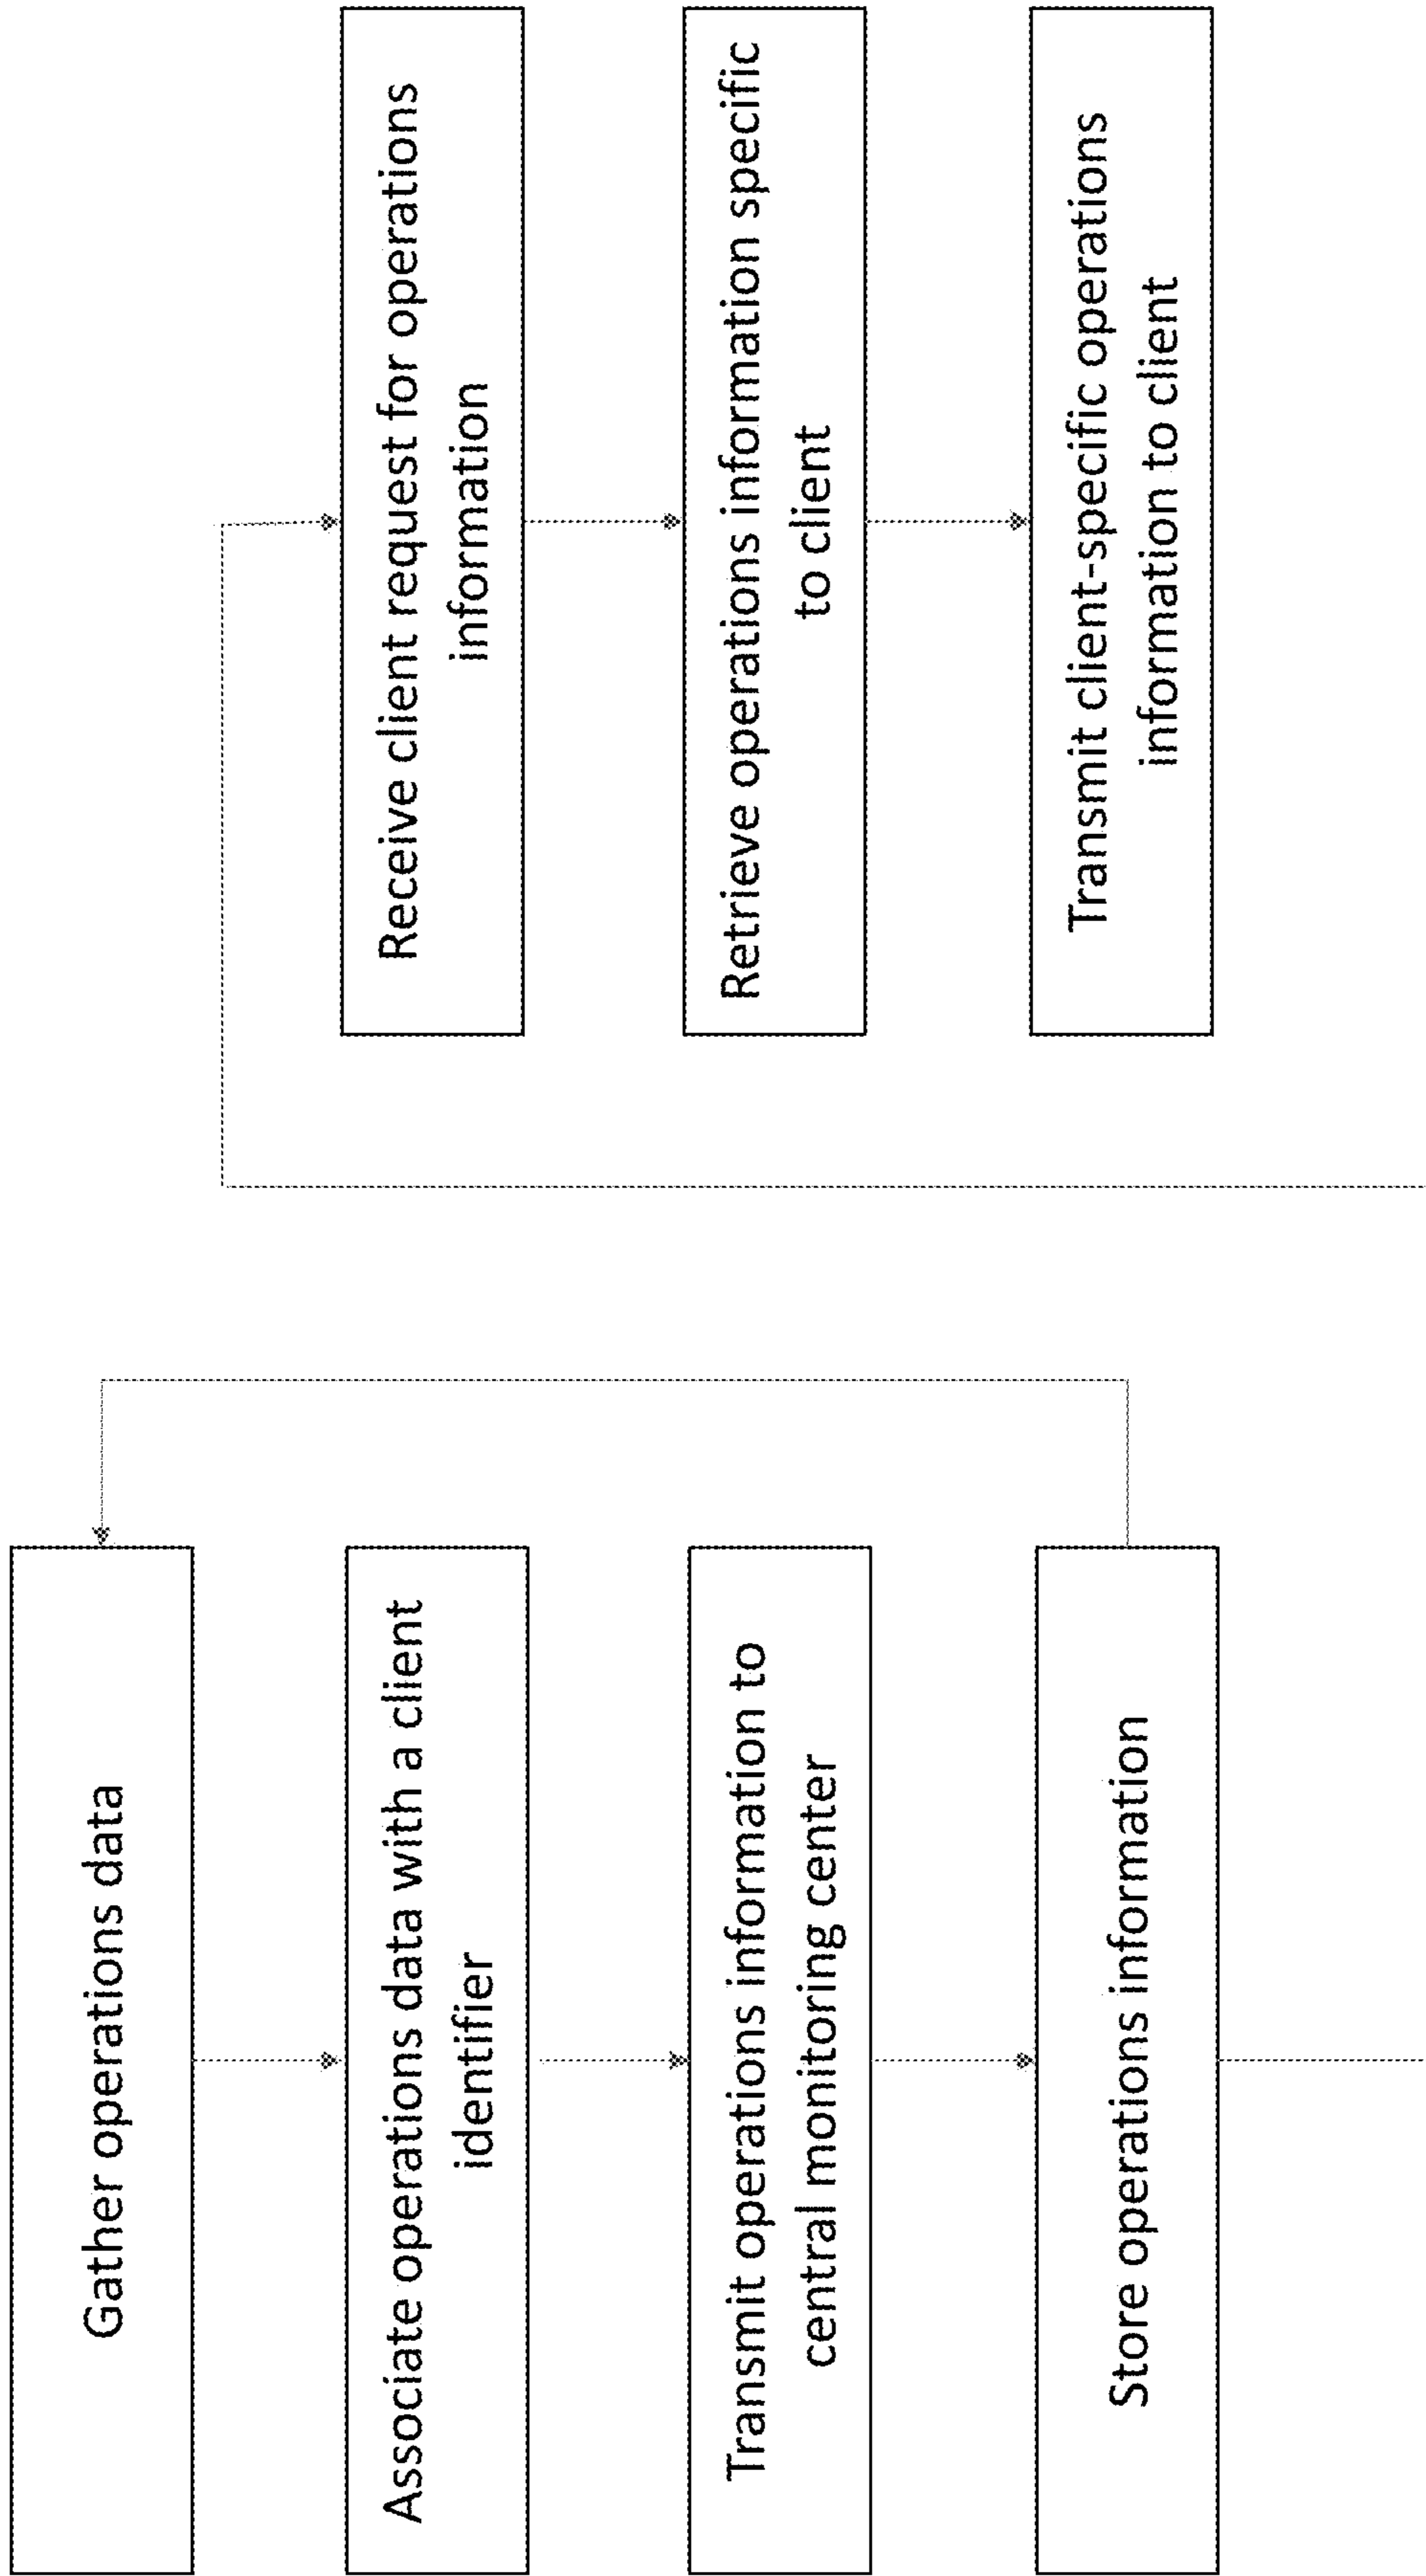 Gather operations data
Associate operations data with a client
identifier
Transmit operations information to
central monitoring center
Store operations information
Receive client request for operations
information
Retrieve operations information specific
to client
Transmit client-specific operations
information to client